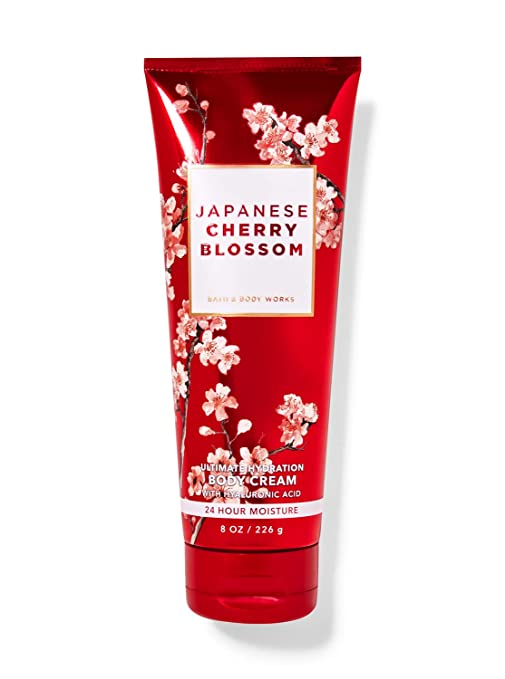 JAPANESE
CHERRY
BLOSSOM
BATH & BODY WORKS
ULTIMATE HYDRATION
BODY CREAM
WITH HYALURONIC ACID
24 HOUR MOISTURE
8 OZ / 226 g